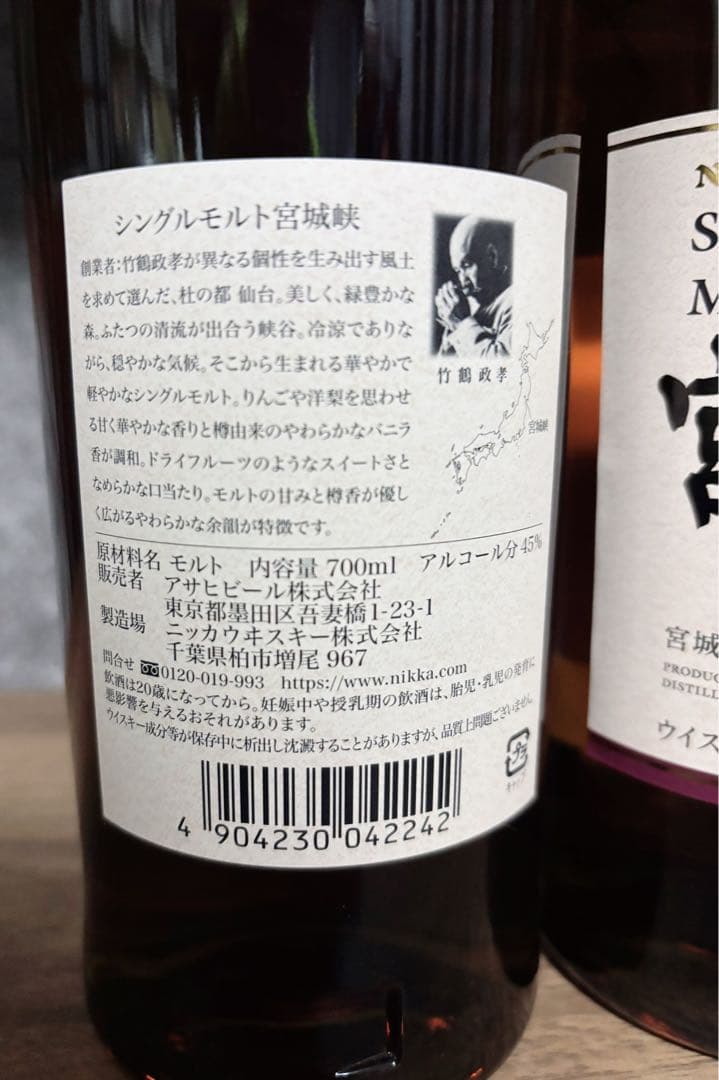 シングルモルト宮城峡
創業者:竹鶴政孝が異なる個性を生み出す風土
を求めて選んだ、杜の都 仙台。美しく、緑豊かな
森。ふたつの清流が出合う峡谷。冷涼でありな
がら、穏やかな気候。そこから生まれる華やかで
軽やかなシングルモルト。りんごや洋梨を思わせ
る甘く華やかな香りと樽由来のやわらかなバニラ
香が調和。ドライフルーツのようなスイートさと
なめらかな口当たり。モルトの甘みと樽香が優し
く広がるやわらかな余韻が特徴です。
竹鶴政孝
宮城峡
原材料名 モルト 内容量 700ml アルコール分 45%
販売者 アサヒビール株式会社
東京都墨田区吾妻橋1-23-1
製造場 ニッカウヰスキー株式会社
千葉県柏市増尾 967
問合せ 0120-019-993 https://www.nikka.com
飲酒は20歳になってから。妊娠中や授乳期の飲酒は、胎児・乳児の発育に
悪影響を与えるおそれがあります。
ウイスキー成分等が保存中に析出し沈澱することがありますが、品質上問題ございません。
プラ
キャップ
4 904230 042242
N
S
M
宮
宮城
PRODUC
DISTILL
ウイス